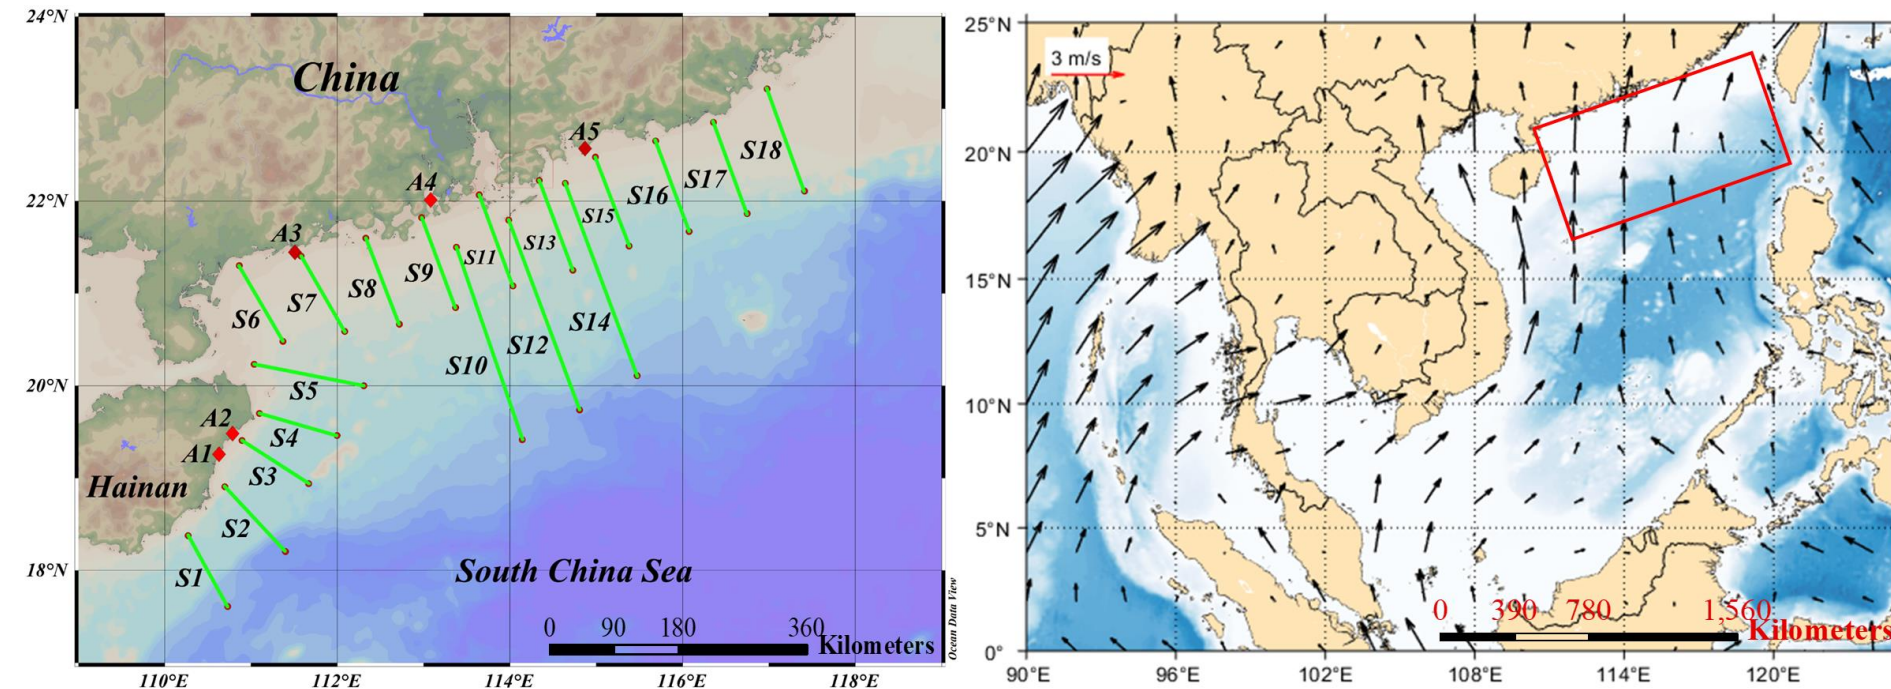 24°N
22°N
20°N
18°N
110°E 112°E 114°E 116°E 118°E
China
Hainan
South China Sea
A1
A2
A3
A4
A5
S1
S2
S3
S4
S5
S6
S7
S8
S9
S10
S11
S12
S13
S14
S15
S16
S17
S18
0 90 180 360
Kilometers
Ocean Data View
25°N
20°N
15°N
10°N
5°N
0°
90°E 96°E 102°E 108°E 114°E 120°E
3 m/s
0 390 780 1,560
Kilometers